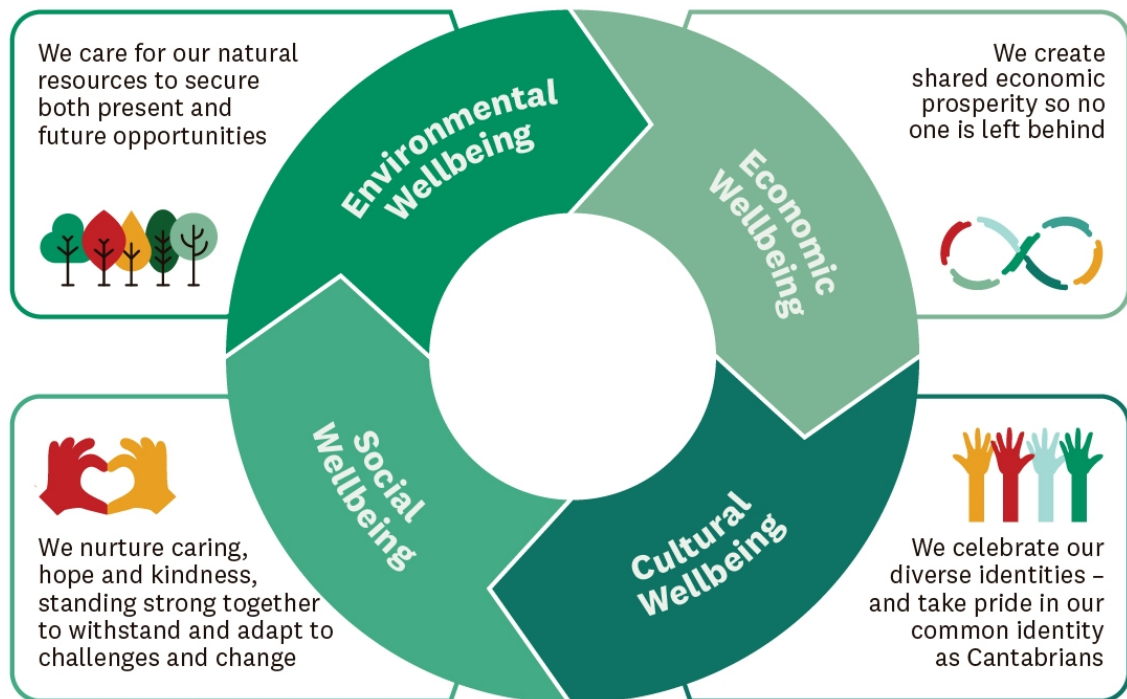 We care for our natural
resources to secure
both present and
future opportunities
Environmental
Wellbeing
Economic
Wellbeing
We create
shared economic
prosperity so no
one is left behind
Social
Wellbeing
We nurture caring,
hope and kindness,
standing strong together
to withstand and adapt to
challenges and change
Cultural
Wellbeing
We celebrate our
diverse identities –
and take pride in our
common identity
as Cantabrians